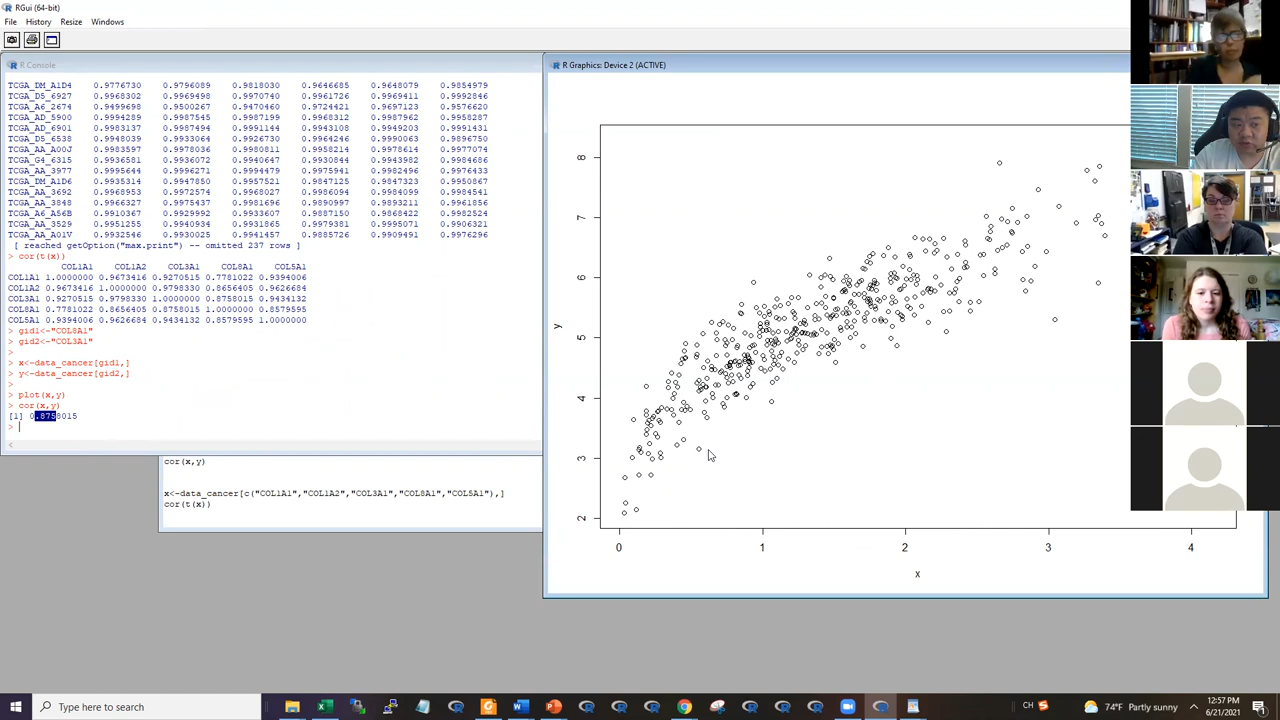 RGui (64-bit)
File History Resize Windows
R Console
TCGA_DM_A1D4 0.9776730 0.9796089 0.9818030 0.9646685 0.9648079 0.9854979
TCGA_D5_6927 0.9968302 0.9969498 0.9970740 0.9961726 0.9969411 0.9992846
TCGA_A6_2674 0.9499698 0.9500267 0.9470460 0.9724421 0.9697123 0.9576620
TCGA_AD_5900 0.9994289 0.9987545 0.9987199 0.9968312 0.9987962 0.9985187
TCGA_AD_6901 0.9983137 0.9987494 0.9991144 0.9943108 0.9949203 0.9991431
TCGA_D5_6538 0.9948039 0.9933064 0.9926730 0.9964246 0.9990063 0.9896750
TCGA_AA_A00J 0.9983597 0.9978036 0.9980811 0.9958214 0.9978614 0.9977074
TCGA_G4_6315 0.9936581 0.9936072 0.9940647 0.9930844 0.9943982 0.9984686
TCGA_AA_3977 0.9995644 0.9996271 0.9994479 0.9975941 0.9982496 0.9976433
TCGA_DM_A1D6 0.9935314 0.9947850 0.9957521 0.9847125 0.9847323 0.9950867
TCGA_AA_3692 0.9968953 0.9972574 0.9968027 0.9986094 0.9984099 0.9941541
TCGA_AA_3848 0.9966327 0.9975437 0.9981696 0.9890997 0.9893211 0.9961856
TCGA_A6_A56B 0.9910367 0.9929992 0.9933607 0.9887150 0.9868422 0.9982524
TCGA_AA_3529 0.9951255 0.9940934 0.9931865 0.9979581 0.9995071 0.9906321
TCGA_AA_A01V 0.9932546 0.9930025 0.9941457 0.9885726 0.9909491 0.9976296
[ reached getOption("max.print") -- omitted 237 rows ]
> cor(t(x))
COL1A1 COL1A2 COL3A1 COL8A1 COL5A1
COL1A1 1.0000000 0.9673416 0.9270515 0.7781022 0.9394006
COL1A2 0.9673416 1.0000000 0.9798330 0.8656405 0.9626684
COL3A1 0.9270515 0.9798330 1.0000000 0.8758015 0.9434132
COL8A1 0.7781022 0.8656405 0.8758015 1.0000000 0.8579595
COL5A1 0.9394006 0.9626684 0.9434132 0.8579595 1.0000000
> gid1<-"COL8A1"
> gid2<-"COL3A1"
>
> x<-data_cancer[gid1,]
> y<-data_cancer[gid2,]
>
> plot(x,y)
> cor(x,y)
[1] 0.8758015
>
cor(x,y)
x<-data_cancer[c("COL1A1","COL1A2","COL3A1","COL8A1","COL5A1"),]
cor(t(x))
R Graphics: Device 2 (ACTIVE)
8
7
6
5
4
3
2
y
0 1 2 3 4
x
Type here to search
74°F Partly sunny
CH
12:57 PM
6/21/2021